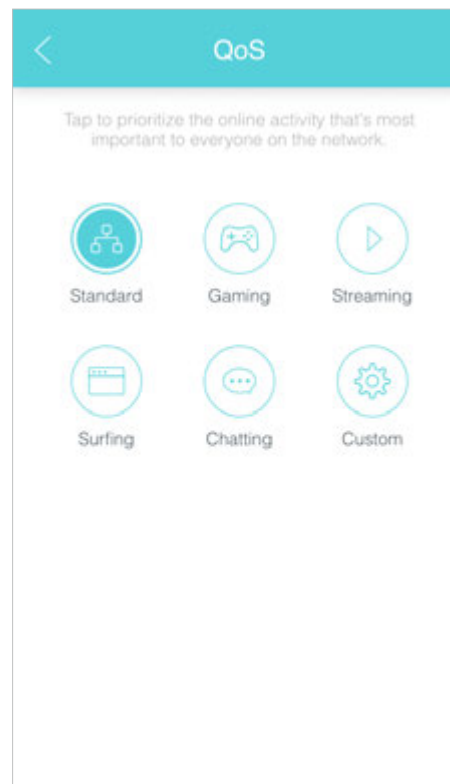 QoS
Tap to prioritize the online activity that's most
important to everyone on the network.
Standard Gaming Streaming
Surfing Chatting Custom